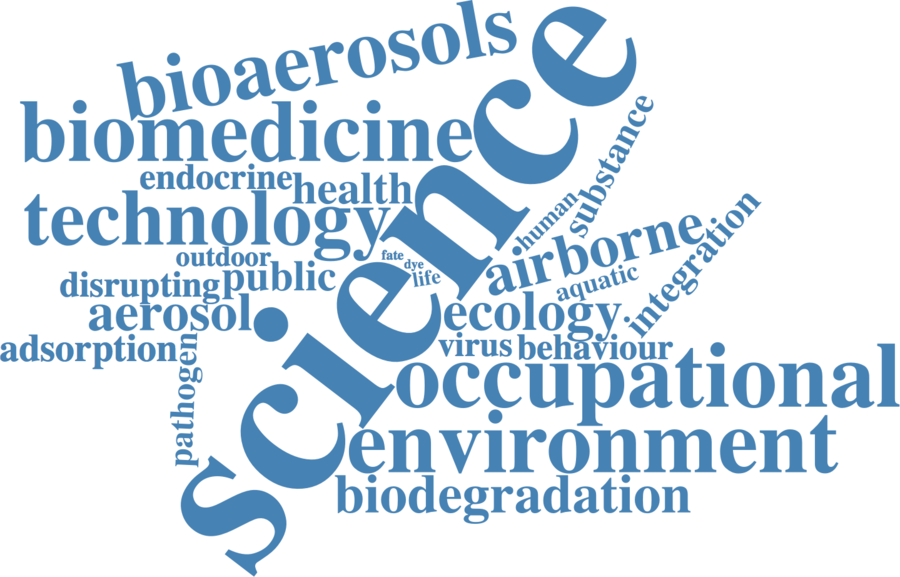 bioaerosols
science
biomedicine
substance
endocrine
health
human
technology
airborne
integration
outdoor
fate
dye
life
aquatic
disrupting
public
aerosol
ecology
adsorption
pathogen
virus
behaviour
occupational
environment
biodegradation